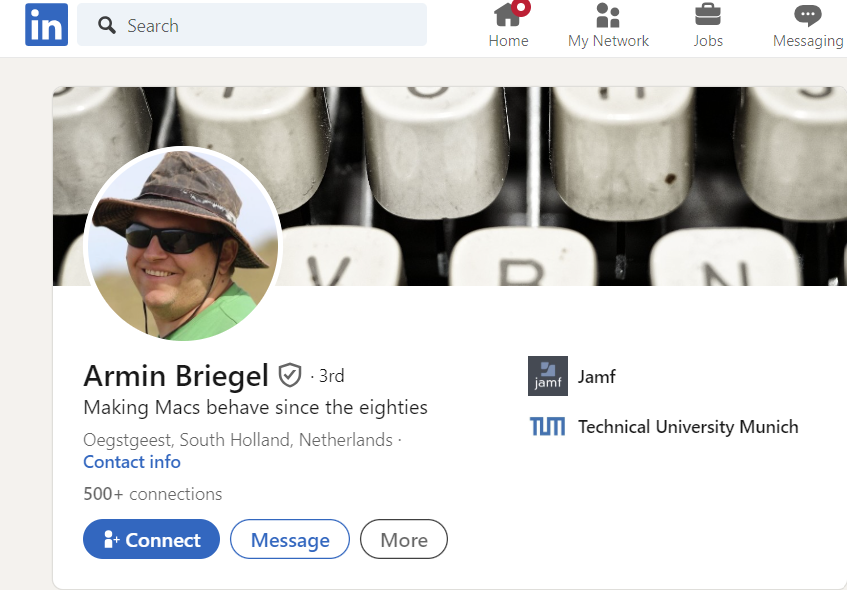 in
Search
Home
My Network
Jobs
Messaging
V B N
Armin Briegel · 3rd
Making Macs behave since the eighties
Oegstgeest, South Holland, Netherlands ·
Contact info
500+ connections
Connect
Message
More
jamf
Jamf
TUM
Technical University Munich